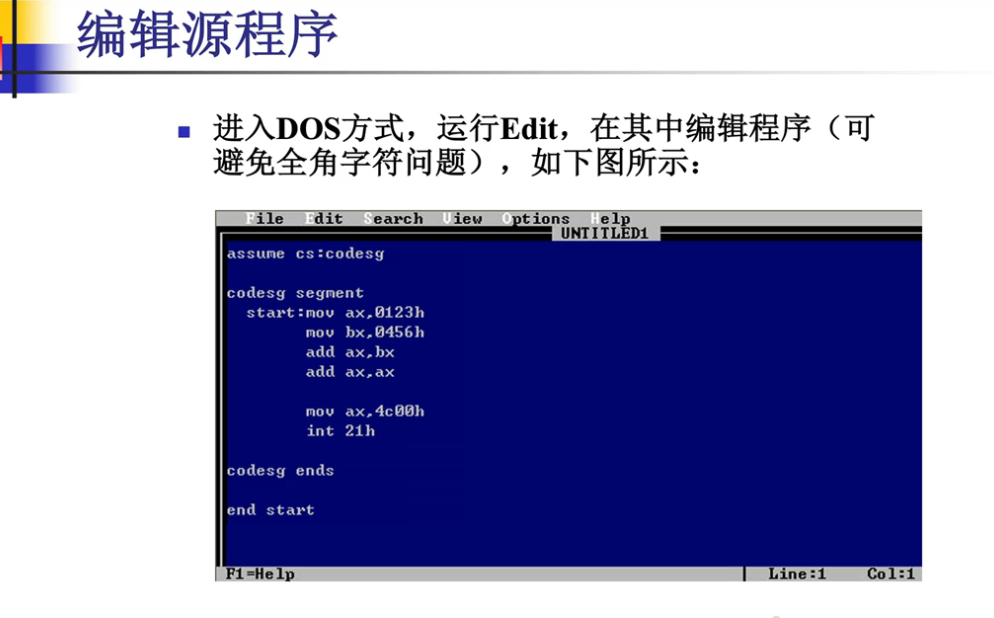 编辑源程序
进入DOS方式，运行Edit，在其中编辑程序（可
避免全角字符问题），如下图所示：
File Edit Search View Options Help
UNTITLED1
assume cs:codesg
codesg segment
start:mov ax,0123h
mov bx,0456h
add ax,bx
add ax,ax
mov ax,4c00h
int 21h
codesg ends
end start
F1=Help Line:1 Col:1